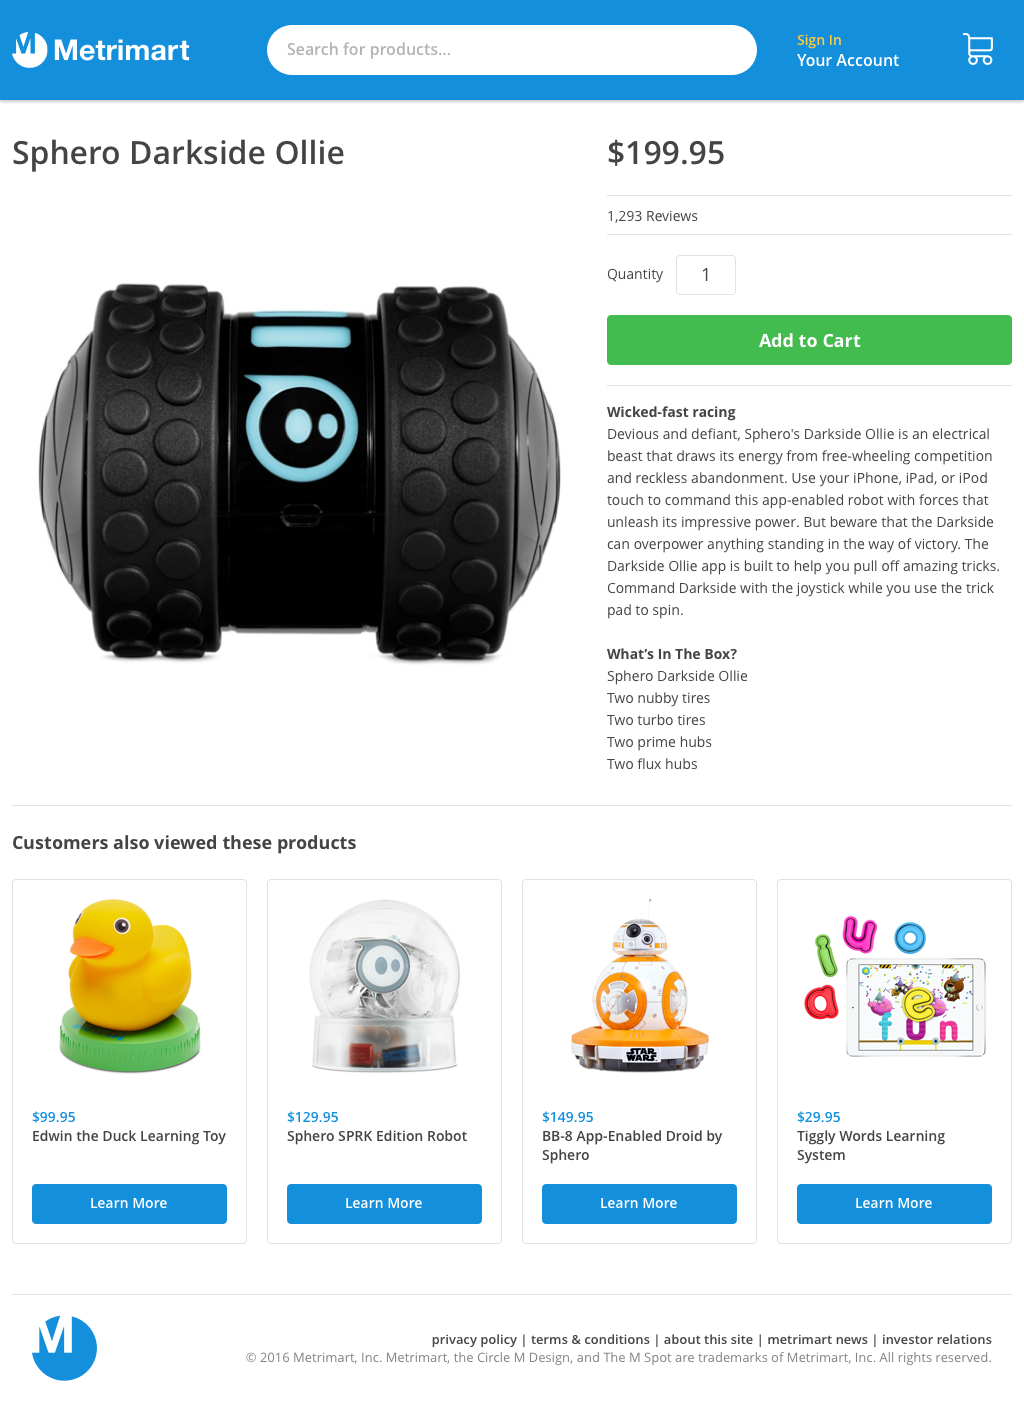 Metrimart
Search for products...
Sign In
Your Account
Sphero Darkside Ollie
$199.95
1,293 Reviews
Quantity 1
Add to Cart
Wicked-fast racing
Devious and defiant, Sphero's Darkside Ollie is an electrical
beast that draws its energy from free-wheeling competition
and reckless abandonment. Use your iPhone, iPad, or iPod
touch to command this app-enabled robot with forces that
unleash its impressive power. But beware that the Darkside
can overpower anything standing in the way of victory. The
Darkside Ollie app is built to help you pull off amazing tricks.
Command Darkside with the joystick while you use the trick
pad to spin.
What’s In The Box?
Sphero Darkside Ollie
Two nubby tires
Two turbo tires
Two prime hubs
Two flux hubs
Customers also viewed these products
$99.95
Edwin the Duck Learning Toy
Learn More
$129.95
Sphero SPRK Edition Robot
Learn More
STAR
WARS
$149.95
BB-8 App-Enabled Droid by
Sphero
Learn More
i u o
a e
f u n
$29.95
Tiggly Words Learning
System
Learn More
M
privacy policy | terms & conditions | about this site | metrimart news | investor relations
© 2016 Metrimart, Inc. Metrimart, the Circle M Design, and The M Spot are trademarks of Metrimart, Inc. All rights reserved.